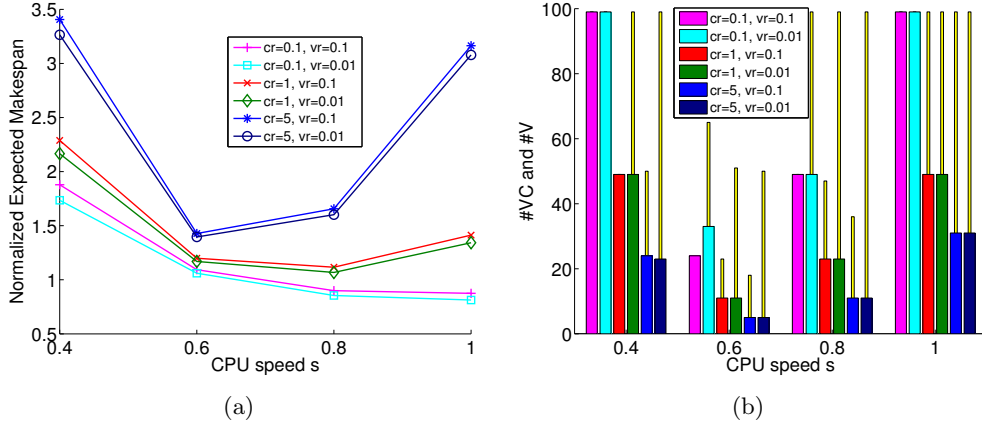 3.5
3
2.5
2
1.5
1
0.5
0.4
0.6
0.8
1
Normalized Expected Makespan
CPU speed s
cr=0.1, vr=0.1
cr=0.1, vr=0.01
cr=1, vr=0.1
cr=1, vr=0.01
cr=5, vr=0.1
cr=5, vr=0.01
(a)
100
80
60
40
20
0
0.4
0.6
0.8
1
#VC and #V
CPU speed s
cr=0.1, vr=0.1
cr=0.1, vr=0.01
cr=1, vr=0.1
cr=1, vr=0.01
cr=5, vr=0.1
cr=5, vr=0.01
(b)